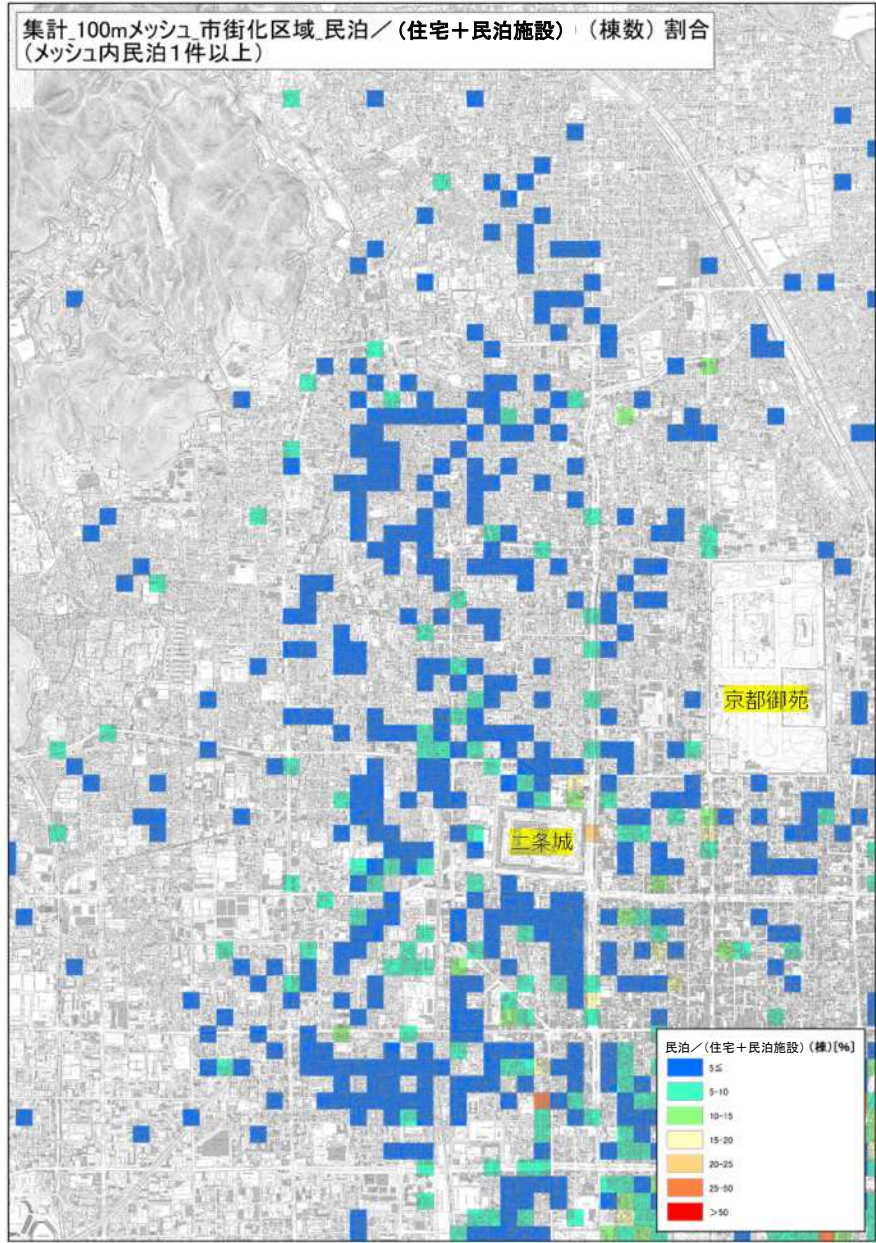 集計_100mメッシュ_市街化区域_民泊／(住宅＋民泊施設)（棟数）割合
(メッシュ内民泊1件以上)
京都御苑
二条城
民泊／(住宅＋民泊施設) (棟)[%]
5≦
5-10
10-15
15-20
20-25
25-50
>50